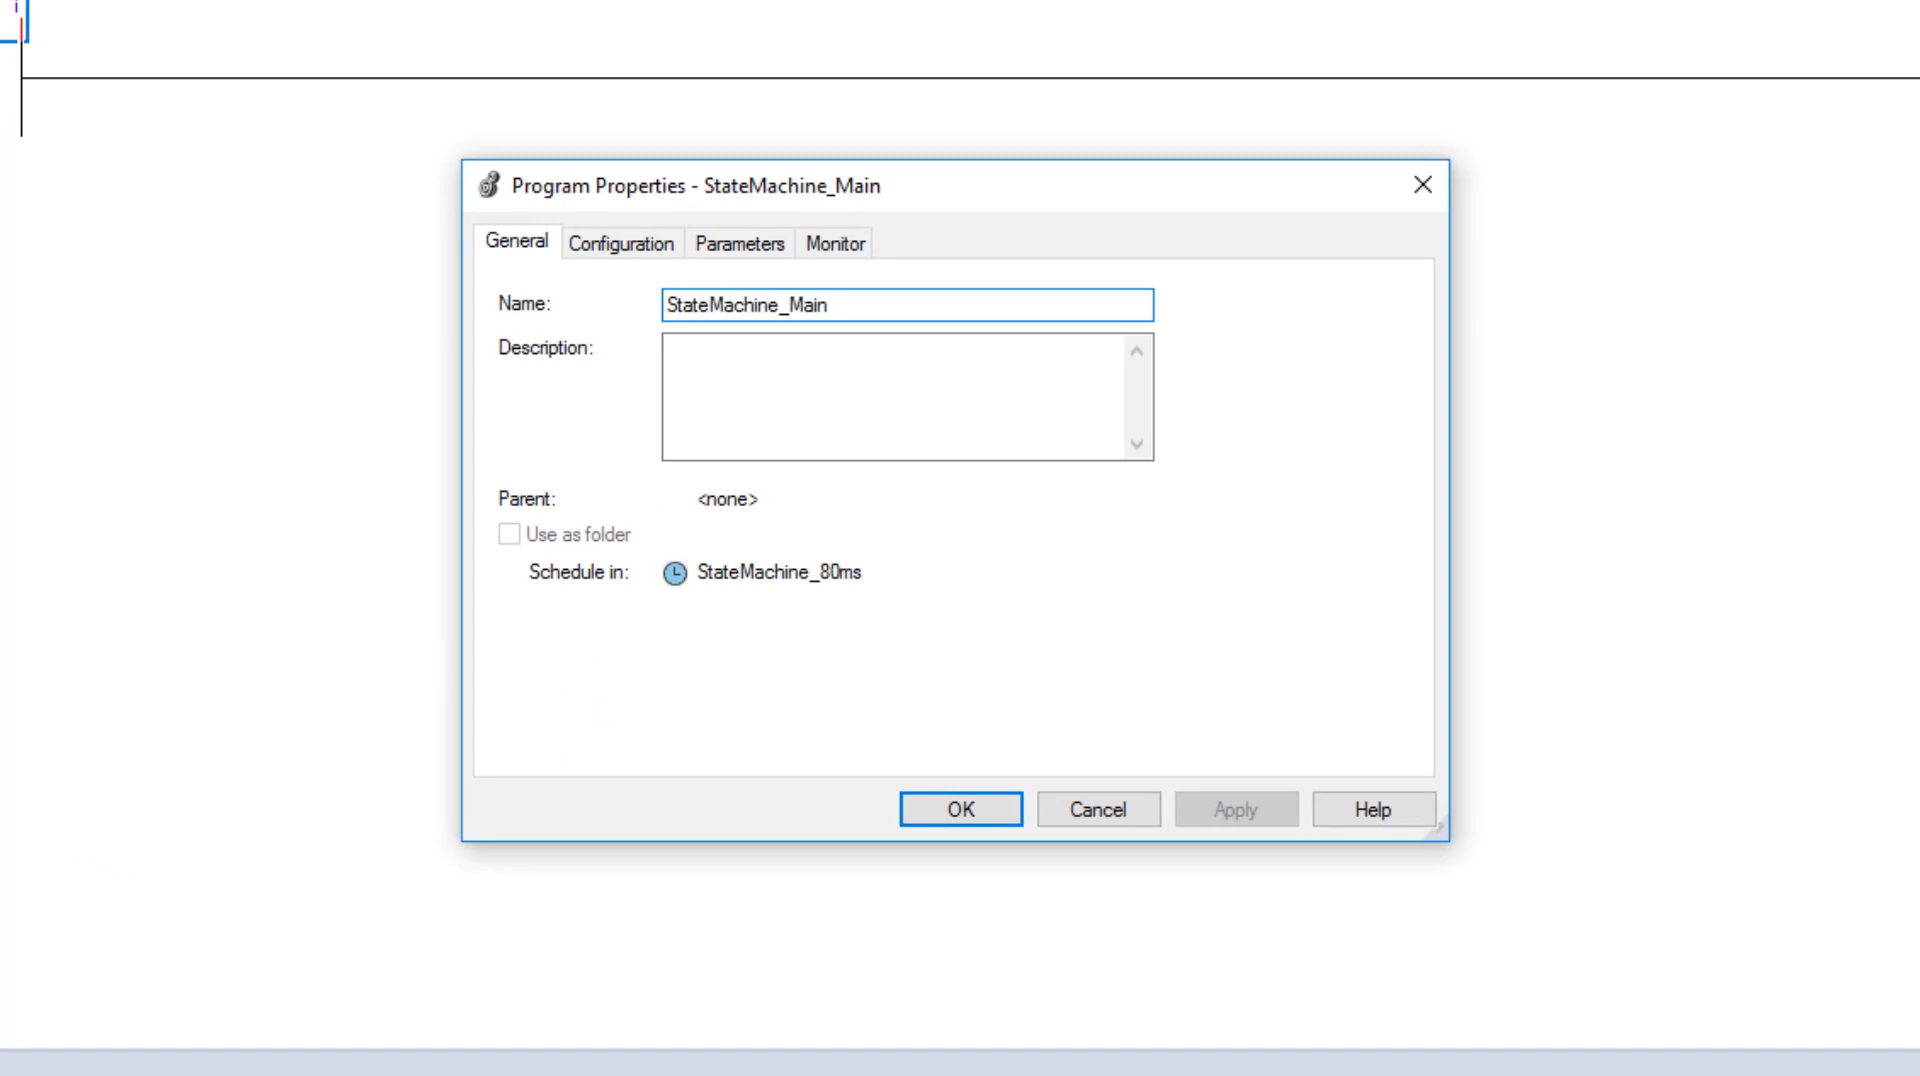 Program Properties - StateMachine_Main
General Configuration Parameters Monitor
Name: StateMachine_Main
Description:
Parent: <none>
Use as folder
Schedule in: StateMachine_80ms
OK Cancel Apply Help